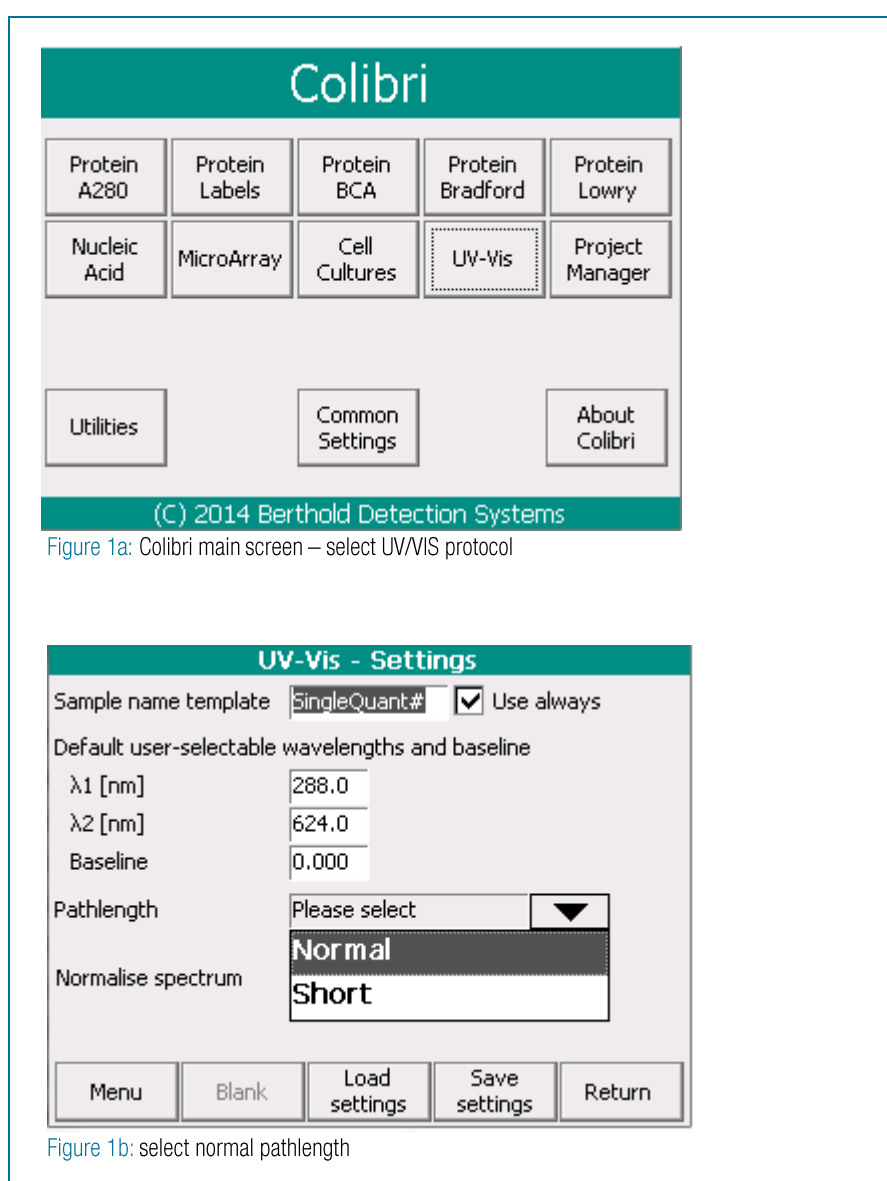 Colibri
Protein A280
Protein Labels
Protein BCA
Protein Bradford
Protein Lowry
Nucleic Acid
MicroArray
Cell Cultures
UV-Vis
Project Manager
Utilities
Common Settings
About Colibri
(C) 2014 Berthold Detection Systems
Figure 1a: Colibri main screen – select UV/VIS protocol
UV-Vis - Settings
Sample name template SingleQuant# Use always
Default user-selectable wavelengths and baseline
λ1 [nm] 288.0
λ2 [nm] 624.0
Baseline 0.000
Pathlength Please select
Normal
Normalise spectrum
Short
Menu
Blank
Load settings
Save settings
Return
Figure 1b: select normal pathlength